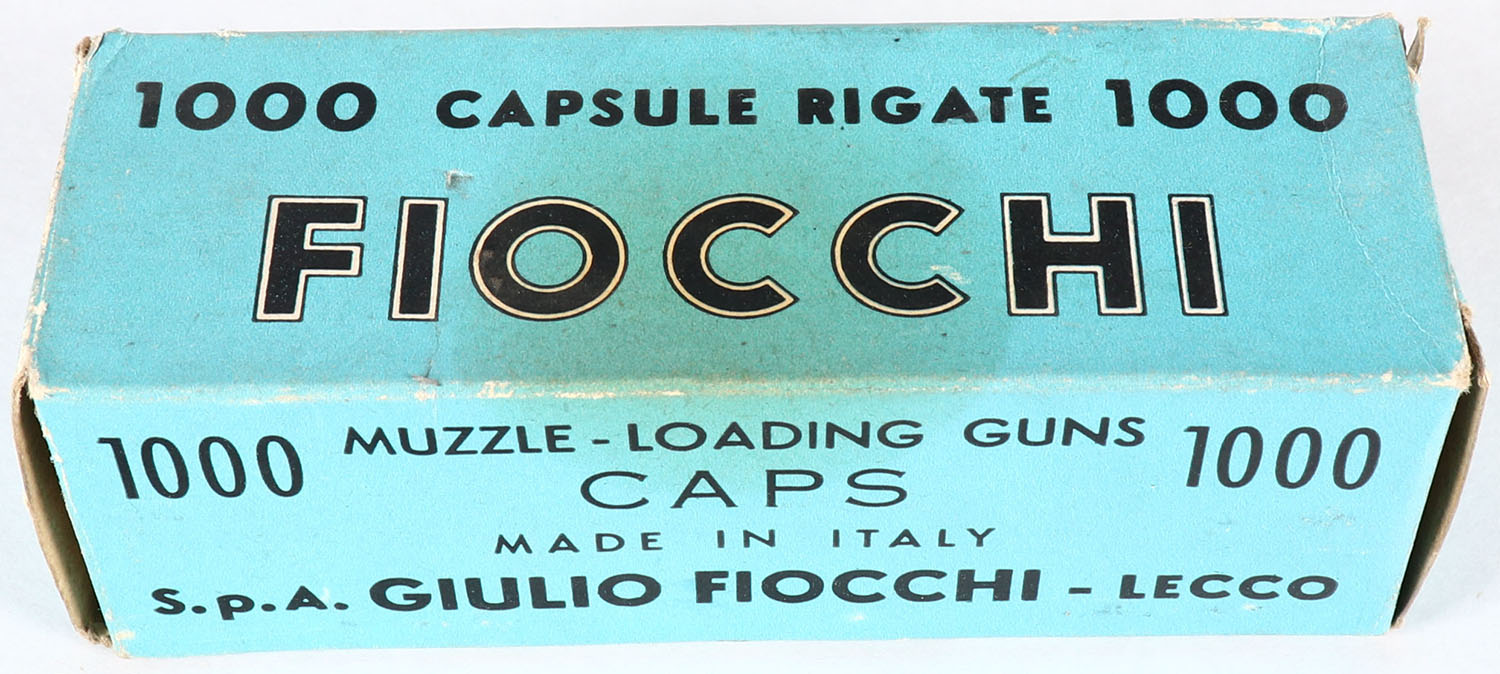 1000 CAPSULE RIGATE 1000
FIOCCHI
1000 MUZZLE-LOADING GUNS 1000
CAPS
MADE IN ITALY
S.p.A. GIULIO FIOCCHI - LECCO